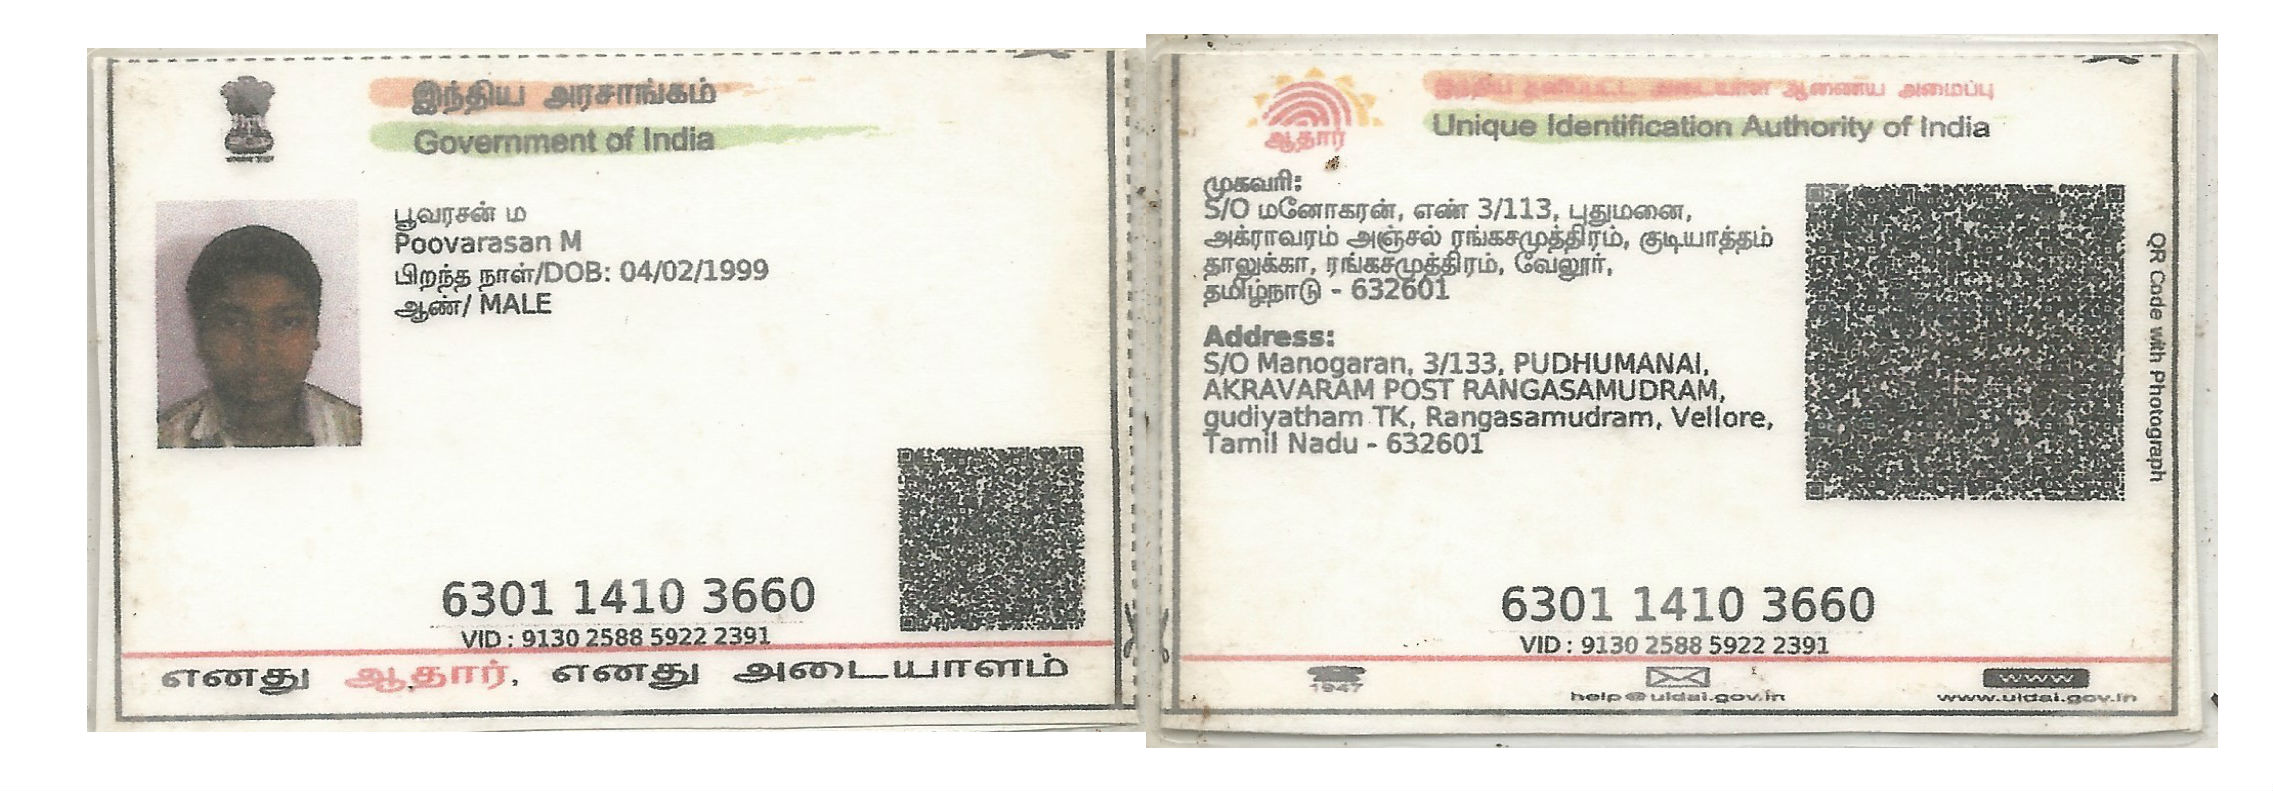 இந்திய அரசாங்கம்
Government of India
பூவரசன் ம
Poovarasan M
பிறந்த நாள்/DOB: 04/02/1999
ஆண்/ MALE
6301 1410 3660
VID : 9130 2588 5922 2391
எனது ஆதார், எனது அடையாளம்
ஆதார்
ஆணைய அமைப்பு
Unique Identification Authority of India
முகவரி:
S/O மனோகரன், எண் 3/113, புதுமனை,
அக்ராவரம் அஞ்சல் ரங்கசமுத்திரம், குடியாத்தம்
தாலுக்கா, ரங்கசமுத்திரம், வேலூர்,
தமிழ்நாடு - 632601
Address:
S/O Manogaran, 3/133, PUDHUMANAI,
AKRAVARAM POST RANGASAMUDRAM,
gudiyatham TK, Rangasamudram, Vellore,
Tamil Nadu - 632601
QR Code with Photograph
6301 1410 3660
VID : 9130 2588 5922 2391
1947
help@uidai.gov.in
www
www.uidai.gov.in